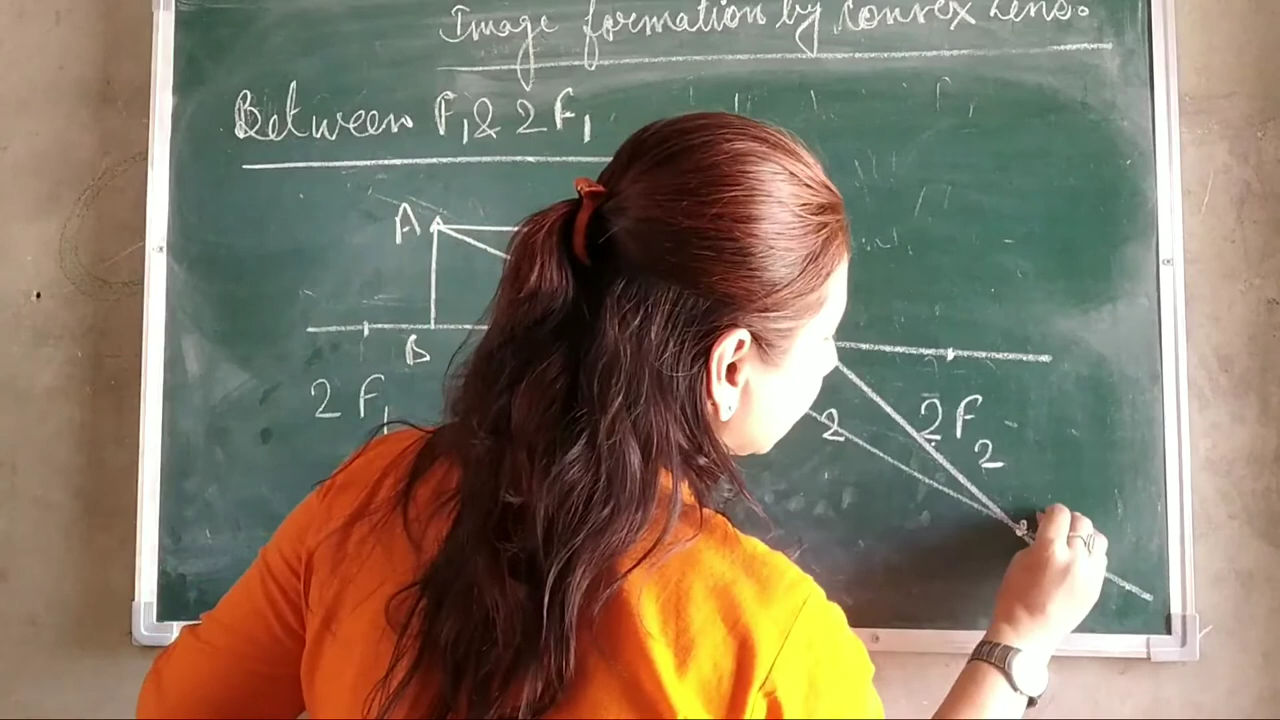 Image formation by Convex Lens.
Between F₁ & 2F₁
A
B
2F₁
2
2F₂